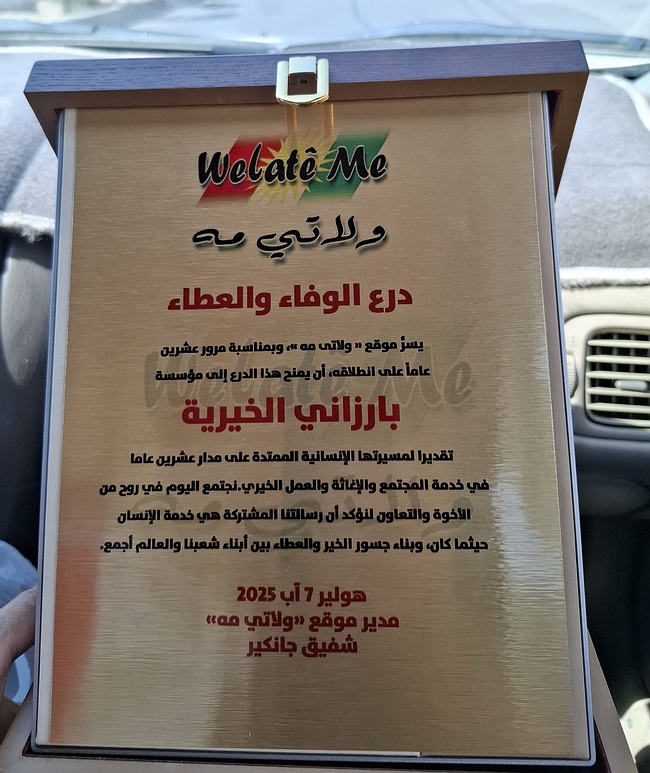 Welatê Me
ولاتي مه
درع الوفاء والعطاء
يسرُّ موقع « ولاتى مه »، وبمناسبة مرور عشرين
عاماً على انطلاقه، أن يمنح هذا الدرع إلى مؤسسة
بارزاني الخيرية
تقديرا لمسيرتها الإنسانية الممتدة على مدار عشرين عاما
في خدمة المجتمع والإغاثة والعمل الخيري.نجتمع اليوم في روح من
الأخوة والتعاون لنؤكد أن رسالتنا المشتركة هي خدمة الإنسان
حيثما كان، وبناء جسور الخير والعطاء بين أبناء شعبنا والعالم أجمع.
هولير 7 آب 2025
مدير موقع «ولاتي مه»
شفيق جانكير